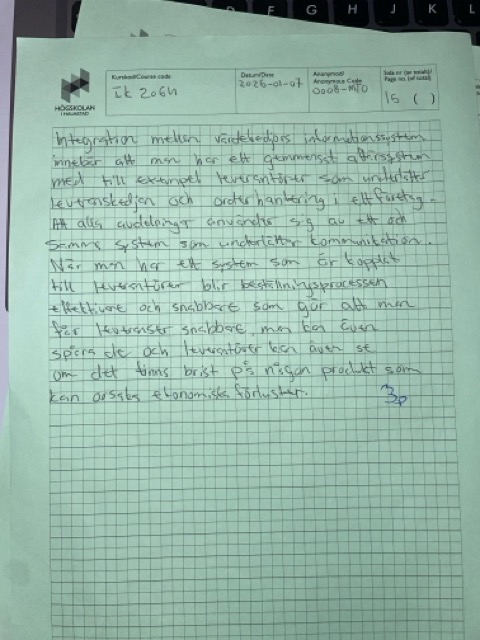 D F G H J K L
HÖGSKOLAN
I HALMSTAD
Kurskod/Course code
Datum/Date
2026-01-07
Anonymkod/
Anonymous Code
0008-MTO
Sida nr (av totalt)/
Page no. (of total)
15 ( )
Integration mellan värdekedjors informationssystem
innebär att man har ett gemmensamt affärssystem
med till exempel leverantörer som underlättar
leveranskedjan och orderhantering i ett företag.
Att alla avdelningar använder sig av ett och
samma system som underlättar kommunikation.
När man har ett system som är kopplat
till leverantörer blir beställningsprocessen
effektivare och snabbare som gör att man
får leveranser snabbare, man kan även
spåra de och leverantörer kan även se
om det finns brist på någon produkt som
kan orsaka ekonomiska förluster.
3p